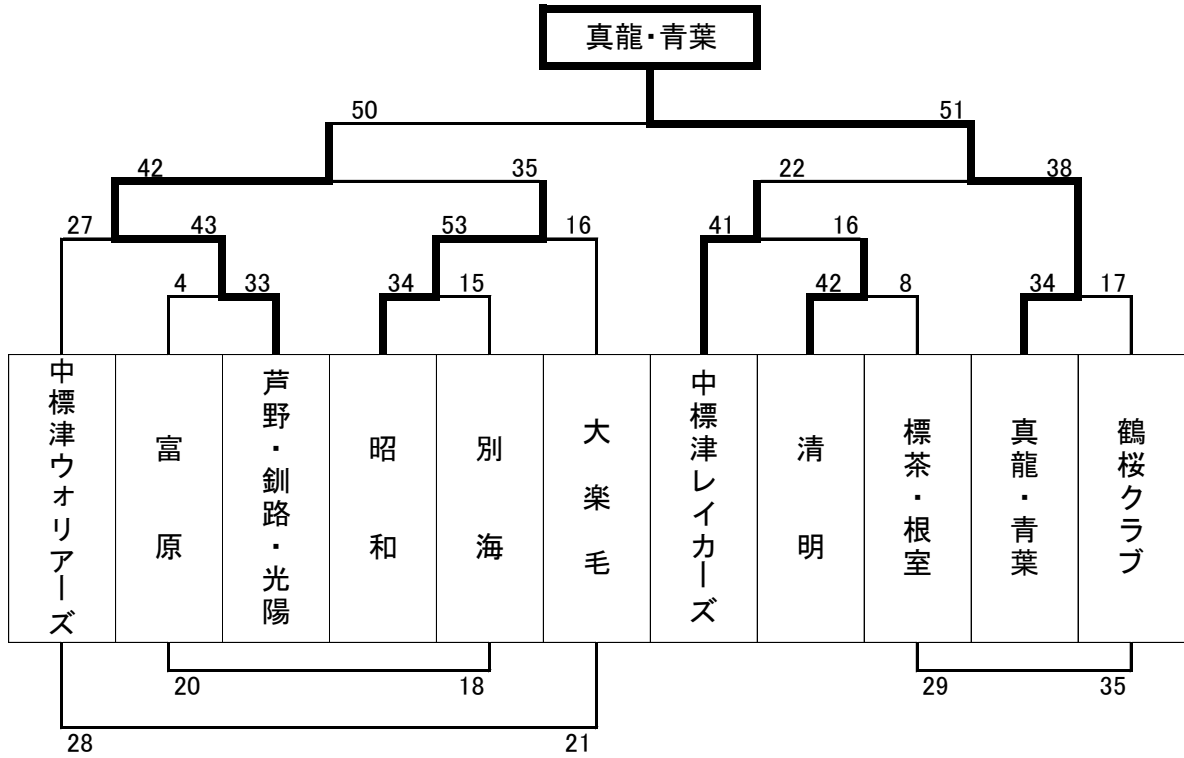 真龍・青葉
50 51
42 35 22 38
27 43 53 16 41 16
4 33 34 15 42 8 34 17
中標津ウォリアーズ
富原
芦野・釧路・光陽
昭和
別海
大楽毛
中標津レイカーズ
清明
標茶・根室
真龍・青葉
鶴桜クラブ
20 18 29 35
28 21